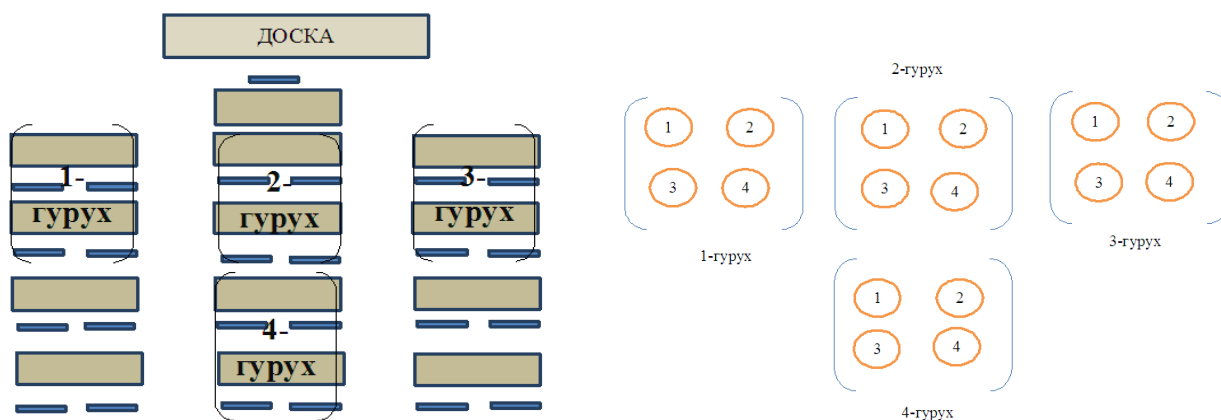 ДОСКА
1-
гурух
2-
гурух
3-
гурух
4-
гурух
2-гурух
1 2
3 4
1 2
3 4
1 2
3 4
1-гурух
3-гурух
1 2
3 4
4-гурух